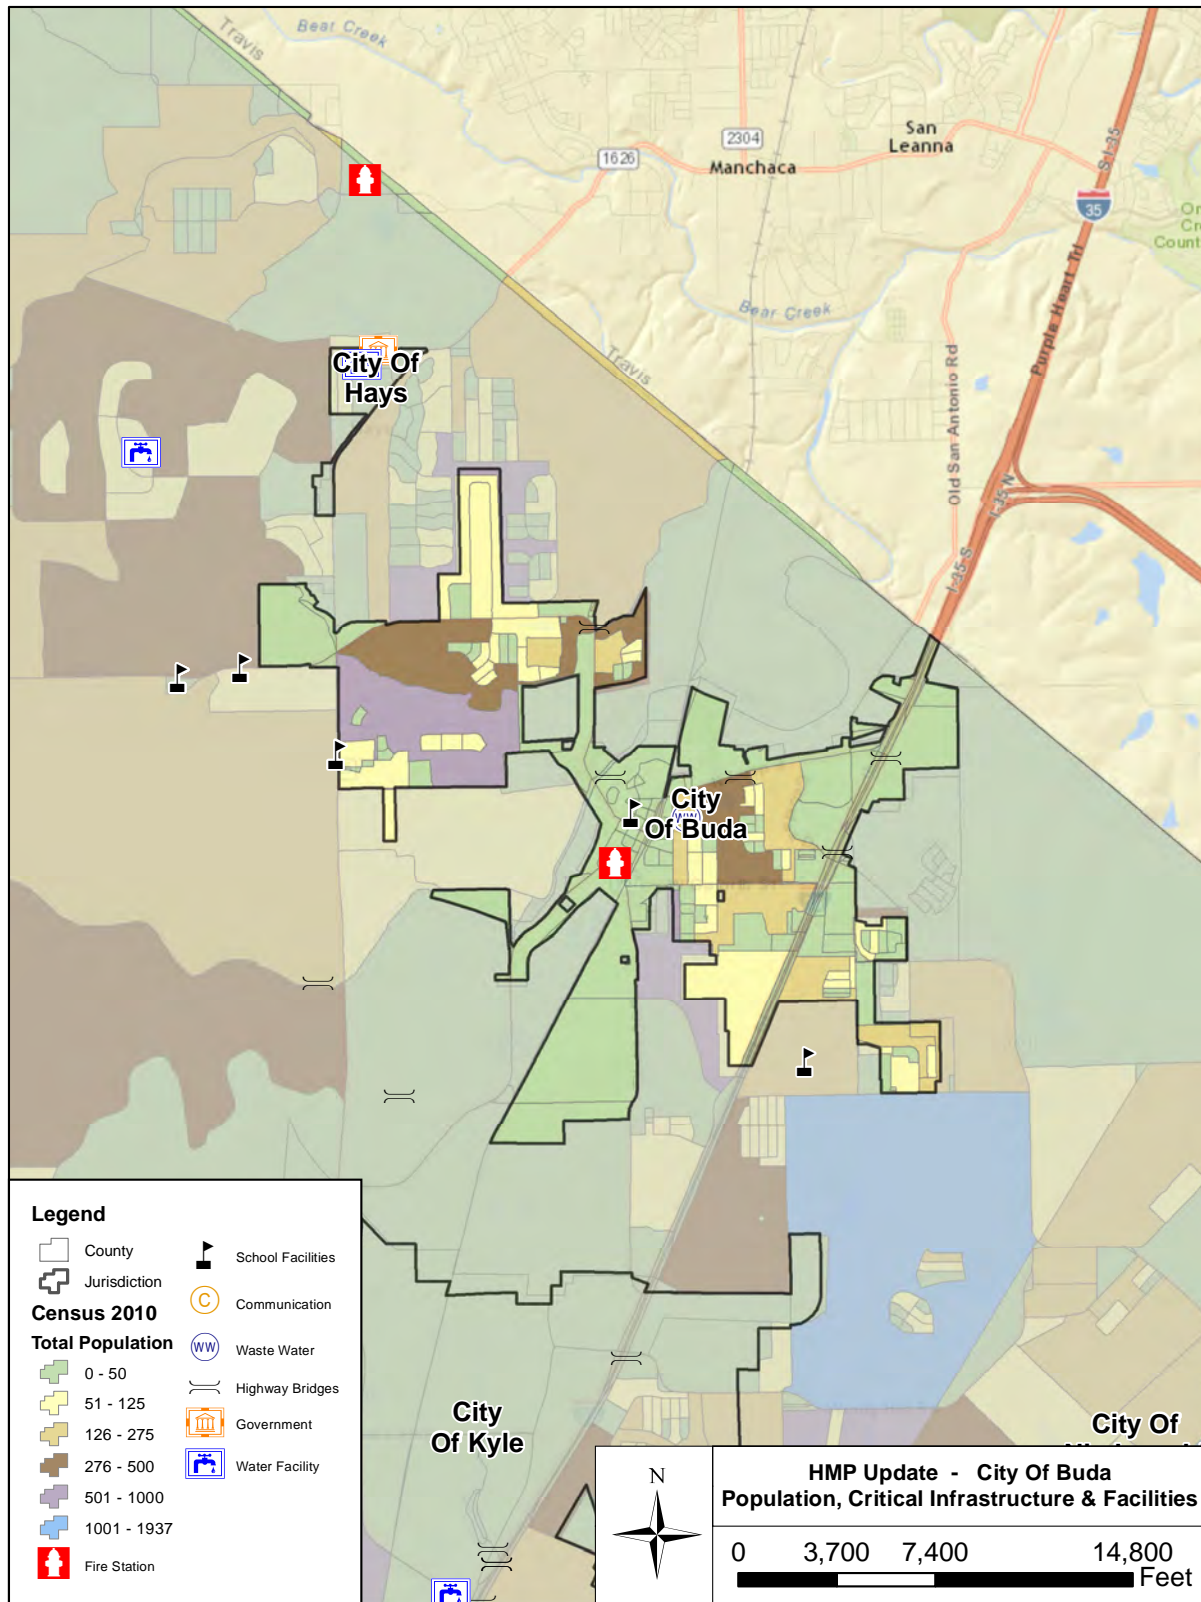 Travis
Bear Creek
San
Leanna
2304
1626
Manchaca
S I-35
35
Purple Heart Trl
Bear Creek
Travis
Old San Antonio Rd
I-35 N
I-35 S
City Of
Hays
City
Of Buda
WW
City
Of Kyle
City Of
Legend
County
Jurisdiction
Census 2010
Total Population
0 - 50
51 - 125
126 - 275
276 - 500
501 - 1000
1001 - 1937
Fire Station
School Facilities
C
Communication
WW
Waste Water
Highway Bridges
Government
Water Facility
N
HMP Update - City Of Buda
Population, Critical Infrastructure & Facilities
0 3,700 7,400 14,800
Feet